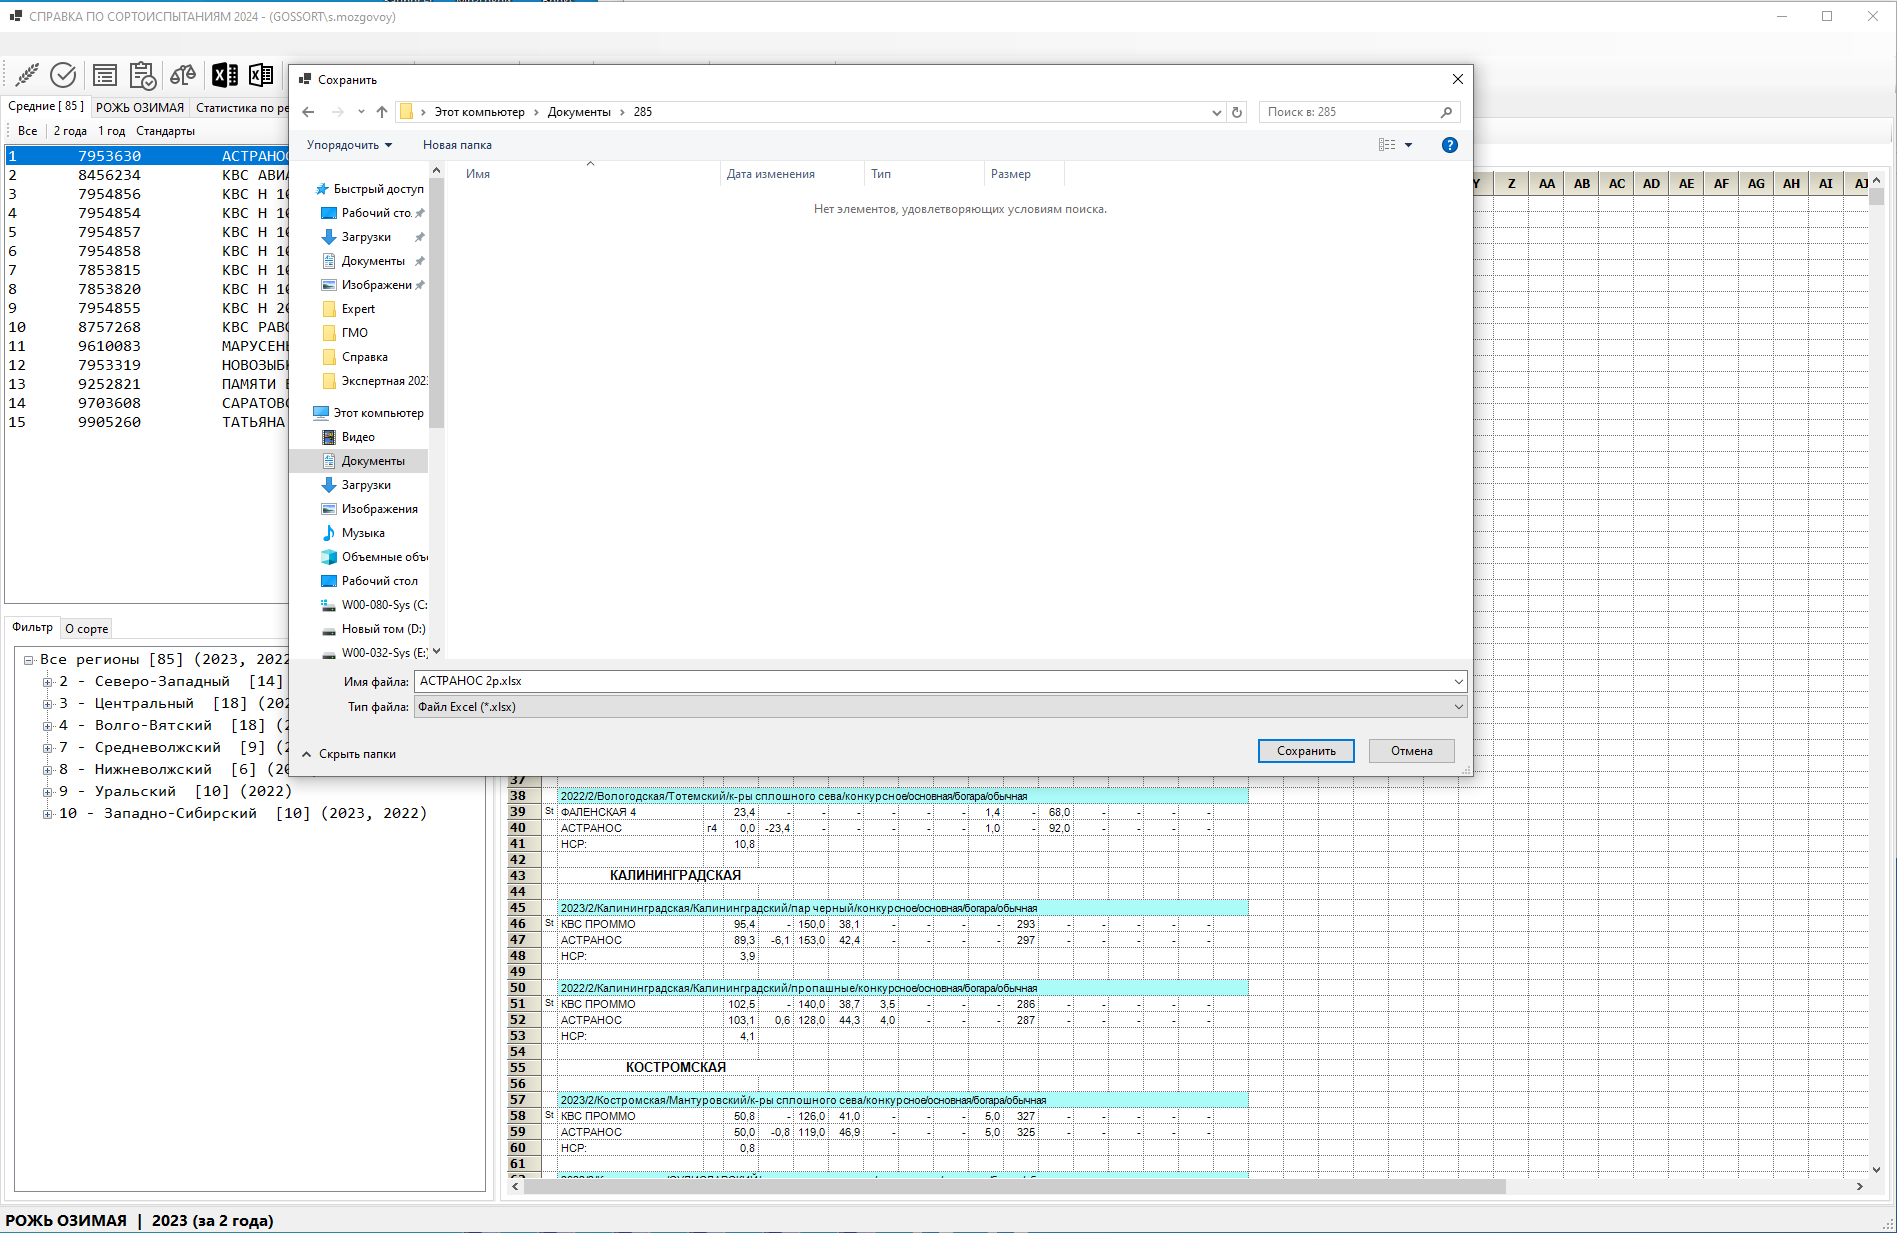 СПРАВКА ПО СОРТОИСПЫТАНИЯМ 2024 - (GOSSORT\s.mozgovoy)
Средние [ 85 ] РОЖЬ ОЗИМАЯ Статистика по ре
Все 2 года 1 год Стандарты
1 7953630 АСТРАНОС
2 8456234 КВС АВИА
3 7954856 КВС Н 10
4 7954854 КВС Н 10
5 7954857 КВС Н 10
6 7954858 КВС Н 10
7 7853815 КВС Н 10
8 7853820 КВС Н 10
9 7954855 КВС Н 20
10 8757268 КВС РАВО
11 9610083 МАРУСЕНЬ
12 7953319 НОВОЗЫБК
13 9252821 ПАМЯТИ
14 9703608 САРАТОВС
15 9905260 ТАТЬЯНА
Фильтр О сорте
Все регионы [85] (2023, 2022
2 - Северо-Западный [14]
3 - Центральный [18] (202
4 - Волго-Вятский [18] (2
7 - Средневолжский [9] (2
8 - Нижневолжский [6] (20
9 - Уральский [10] (2022)
10 - Западно-Сибирский [10] (2023, 2022)
Сохранить
Этот компьютер Документы 285
Поиск в: 285
Упорядочить Новая папка
Имя Дата изменения Тип Размер
Нет элементов, удовлетворяющих условиям поиска.
Быстрый доступ
Рабочий сто.
Загрузки
Документы
Изображени
Expert
ГМО
Справка
Экспертная 2023
Этот компьютер
Видео
Документы
Загрузки
Изображения
Музыка
Объемные объе
Рабочий стол
W00-080-Sys (C:
Новый том (D:)
W00-032-Sys (E:)
Имя файла: АСТРАНОС 2р.xlsx
Тип файла: Файл Excel (*.xlsx)
Скрыть папки
Сохранить Отмена
Y Z AA AB AC AD AE AF AG AH AI AJ
37
38 2022/2/Вологодская/Тотемский/к-ры сплошного сева/конкурсное/основная/богара/обычная
39 St ФАЛЕНСКАЯ 4 23,4 - - - - - - 1,4 - 68,0 - - - -
40 АСТРАНОС г4 0,0 -23,4 - - - - - 1,0 - 92,0 - - - -
41 НСР: 10,8
42
43 КАЛИНИНГРАДСКАЯ
44
45 2023/2/Калининградская/Калининградский/пар черный/конкурсное/основная/богара/обычная
46 St КВС ПРОММО 95,4 - 150,0 38,1 - - - - 293 - - - - -
47 АСТРАНОС 89,3 -6,1 153,0 42,4 - - - - 297 - - - - -
48 НСР: 3,9
49
50 2022/2/Калининградская/Калининградский/пропашные/конкурсное/основная/богара/обычная
51 St КВС ПРОММО 102,5 - 140,0 38,7 3,5 - - - 286 - - - - -
52 АСТРАНОС 103,1 0,6 128,0 44,3 4,0 - - - 287 - - - - -
53 НСР: 4,1
54
55 КОСТРОМСКАЯ
56
57 2023/2/Костромская/Мантуровский/к-ры сплошного сева/конкурсное/основная/богара/обычная
58 St КВС ПРОММО 50,8 - 126,0 41,0 - - - 5,0 327 - - - - -
59 АСТРАНОС 50,0 -0,8 119,0 46,9 - - - 5,0 325 - - - - -
60 НСР: 0,8
61
РОЖЬ ОЗИМАЯ | 2023 (за 2 года)